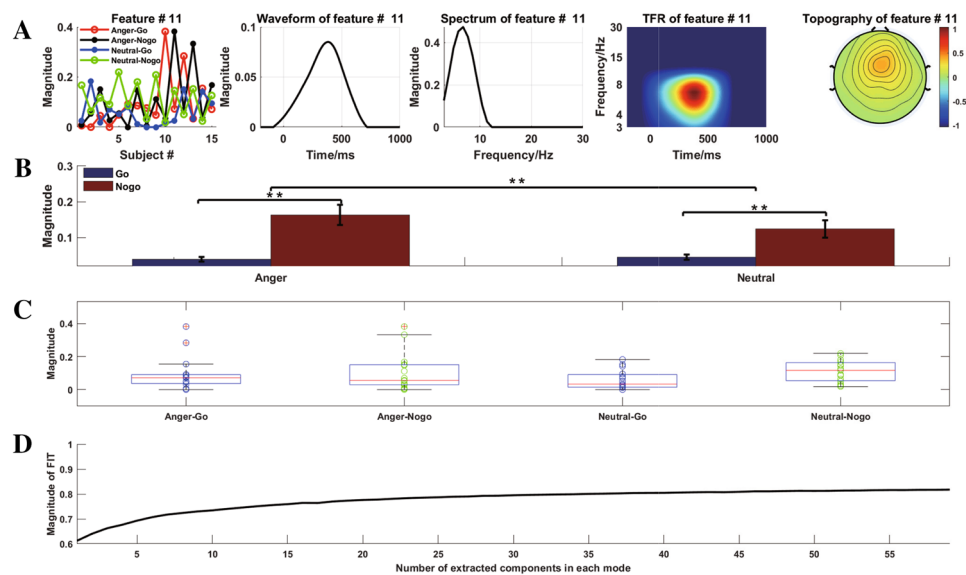 A
Feature # 11
Waveform of feature # 11
Spectrum of feature # 11
TFR of feature # 11
Topography of feature # 11
Magnitude
0.4
0.2
0
Anger-Go
Anger-Nogo
Neutral-Go
Neutral-Nogo
5
10
15
Subject #
Magnitude
0.1
0.05
0
0
500
1000
Time/ms
Magnitude
0.4
0.2
0
10
20
30
Frequency/Hz
Frequency/Hz
30
15
8
4
3
0
500
1000
Time/ms
1
0.5
0
-0.5
-1
B
Magnitude
0.3
0.2
0.1
Go
Nogo
**
**
**
Anger
Neutral
C
Magnitude
0.4
0.2
0
Anger-Go
Anger-Nogo
Neutral-Go
Neutral-Nogo
D
Magnitude of FIT
1
0.9
0.8
0.7
0.6
5
10
15
20
25
30
35
40
45
50
55
Number of extracted components in each mode